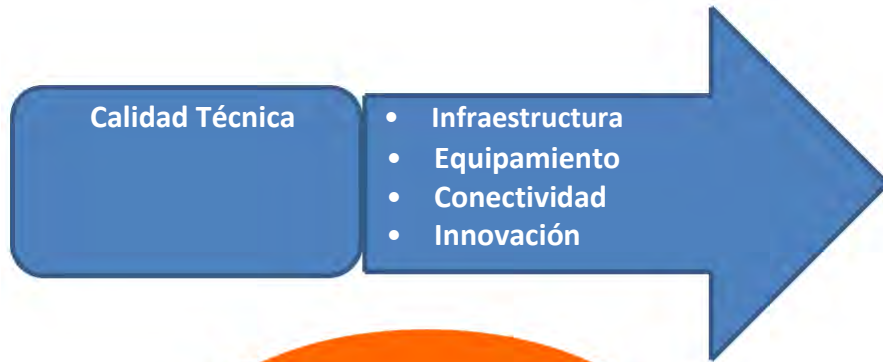 Calidad Técnica
• Infraestructura
• Equipamiento
• Conectividad
• Innovación